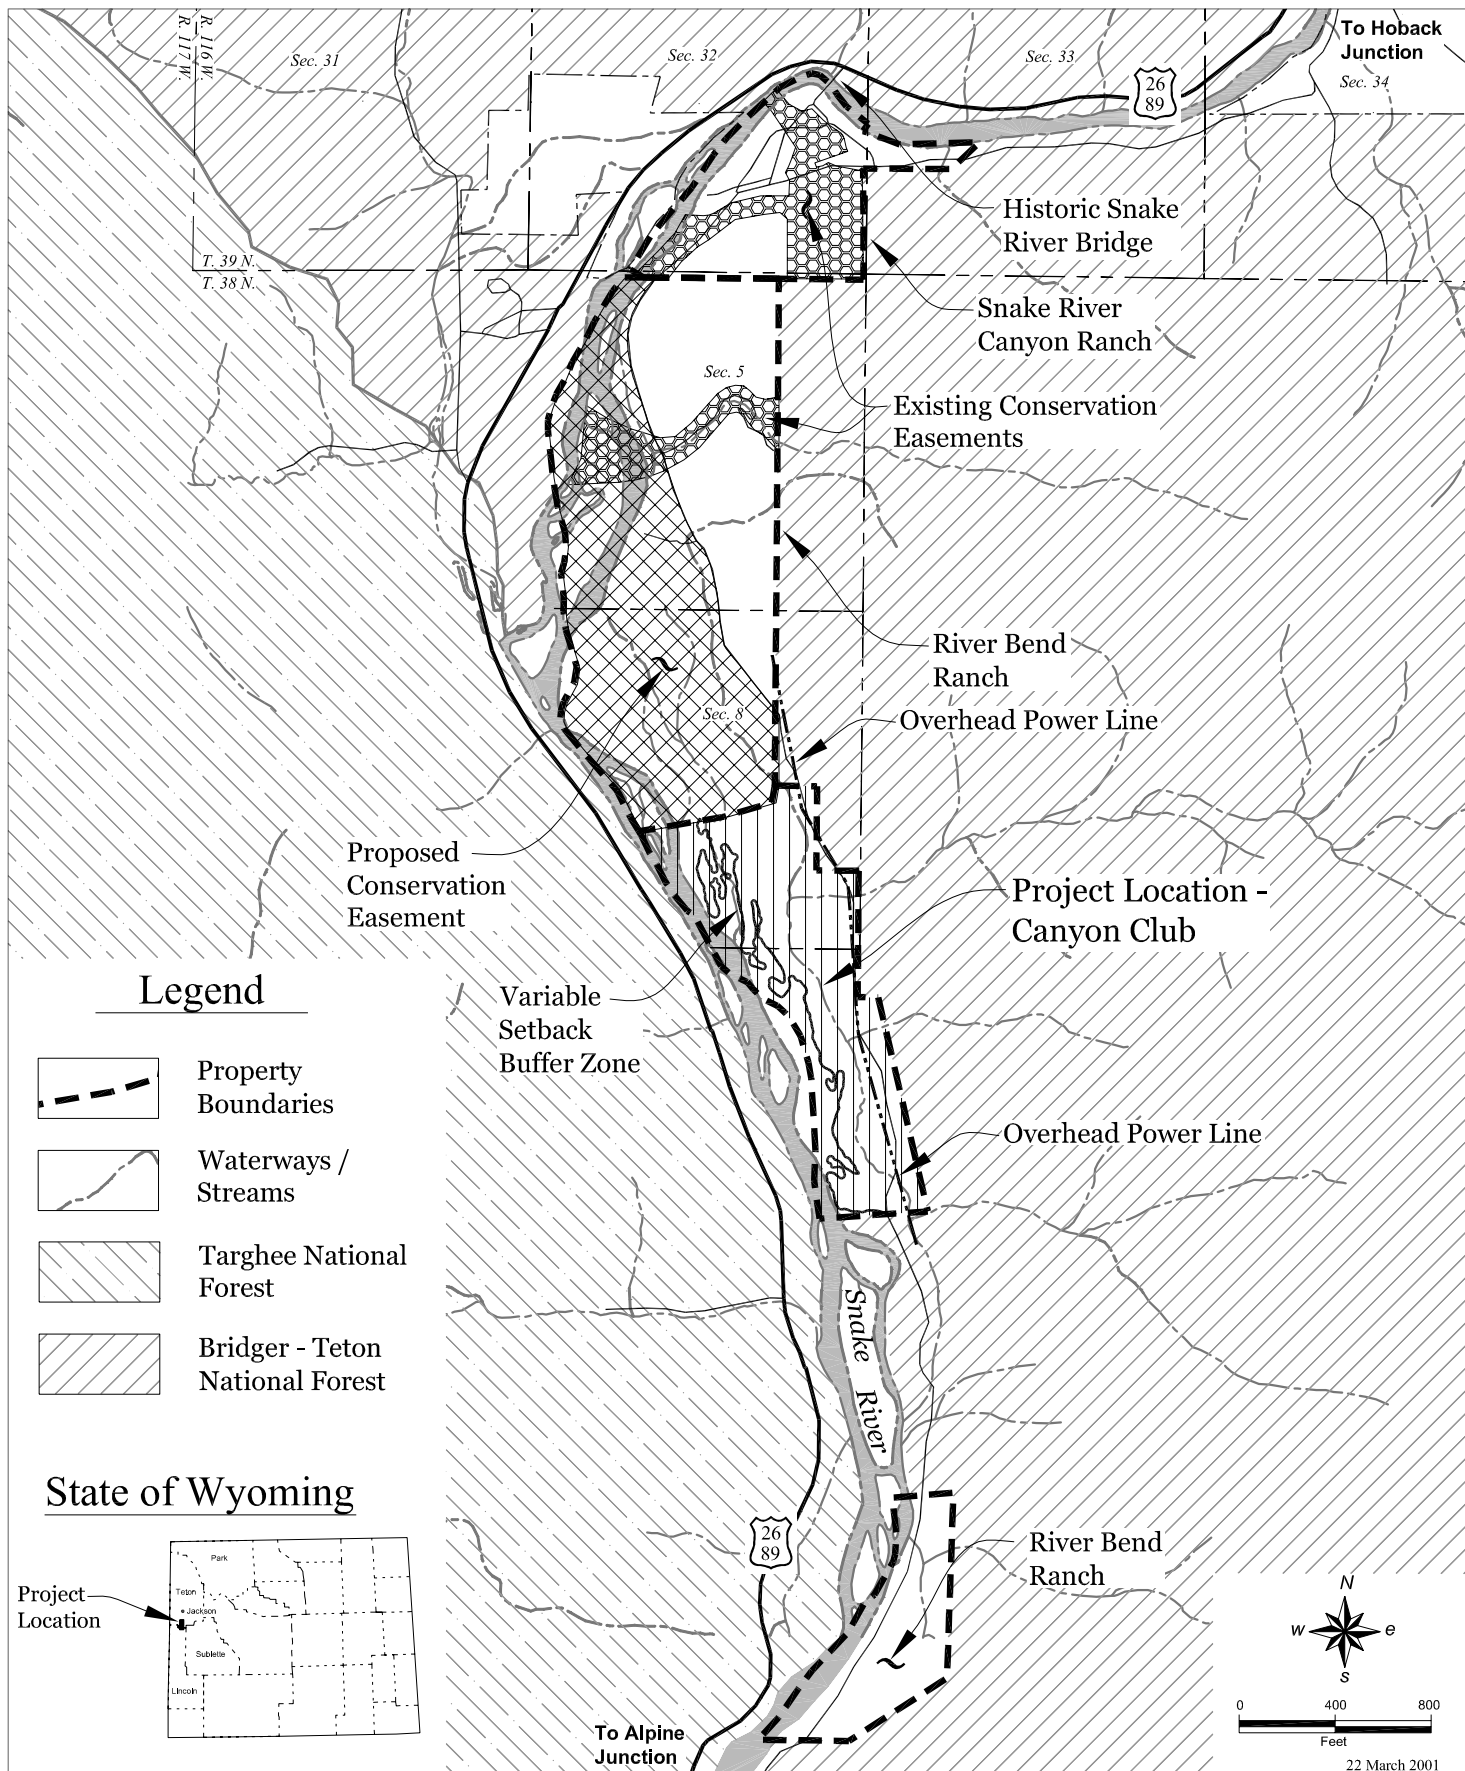 To Hoback
Junction
R. 117 W.
R. 116 W.
Sec. 31
Sec. 32
Sec. 33
Sec. 34
26
89
Historic Snake
River Bridge
T. 39 N.
T. 38 N.
Snake River
Canyon Ranch
Sec. 5
Existing Conservation
Easements
River Bend
Ranch
Sec. 8
Overhead Power Line
Proposed
Conservation
Easement
Project Location -
Canyon Club
Variable
Setback
Buffer Zone
Overhead Power Line
Legend
Property
Boundaries
Waterways /
Streams
Targhee National
Forest
Bridger - Teton
National Forest
Snake River
State of Wyoming
Park
Teton
Jackson
Sublette
Lincoln
Project
Location
26
89
River Bend
Ranch
To Alpine
Junction
N
w e
s
0 400 800
Feet
22 March 2001